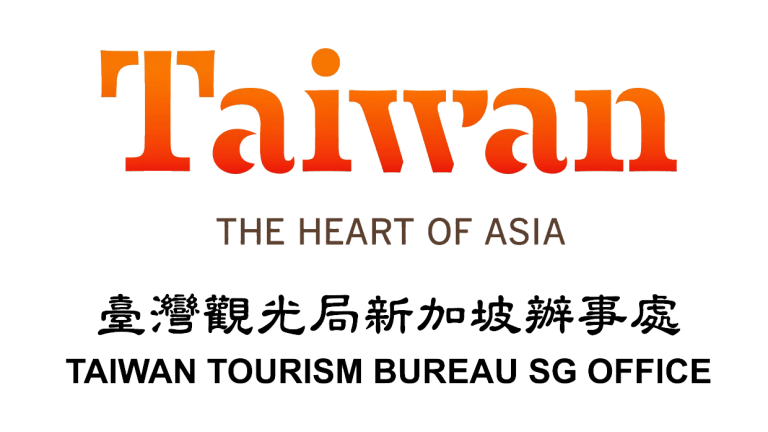 Taiwan
THE HEART OF ASIA
臺灣觀光局新加坡辦事處
TAIWAN TOURISM BUREAU SG OFFICE